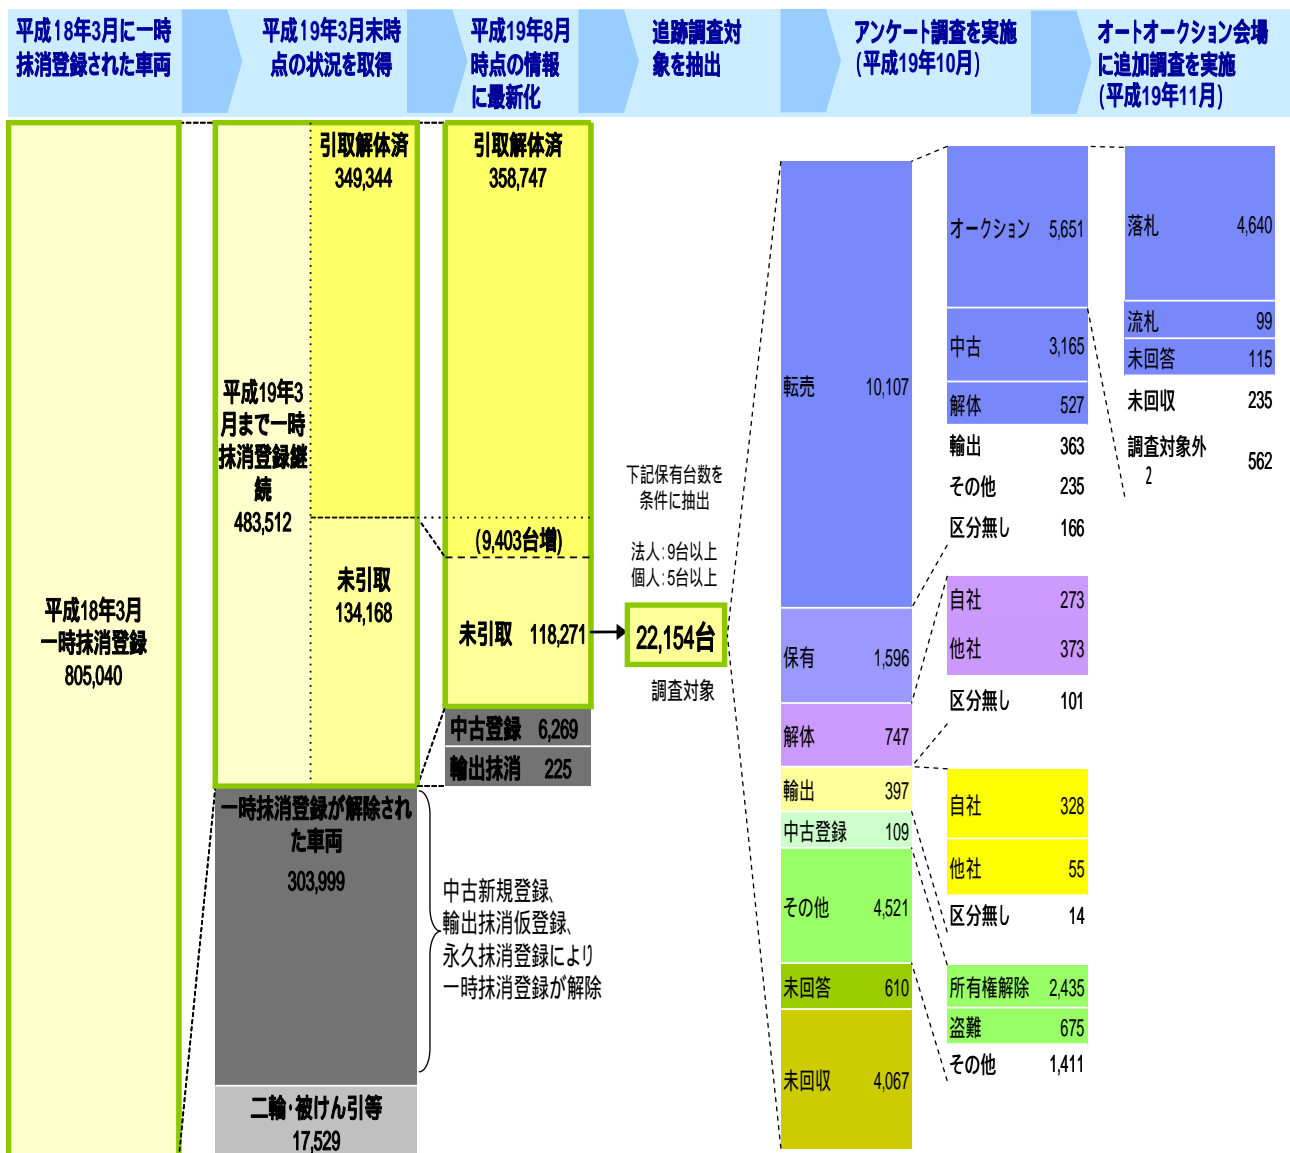 平成18年3月に一時
抹消登録された車両
平成19年3月末時
点の状況を取得
平成19年8月
時点の情報
に最新化
追跡調査対
象を抽出
アンケート調査を実施
(平成19年10月)
オートオークション会場
に追加調査を実施
(平成19年11月)
平成18年3月
一時抹消登録
805,040
平成19年3
月まで一時
抹消登録継
続
483,512
引取解体済
349,344
未引取
134,168
一時抹消登録が解除され
た車両
303,999
二輪・被けん引等
17,529
引取解体済
358,747
(9,403台増)
未引取 118,271
中古登録 6,269
輸出抹消 225
中古新規登録、
輸出抹消仮登録、
永久抹消登録により
一時抹消登録が解除
下記保有台数を
条件に抽出
法人：9台以上
個人：5台以上
22,154台
調査対象
転売 10,107
保有 1,596
解体 747
輸出 397
中古登録 109
その他 4,521
未回答 610
未回収 4,067
オークション 5,651
中古 3,165
解体 527
輸出 363
その他 235
区分無し 166
自社 273
他社 373
区分無し 101
自社 328
他社 55
区分無し 14
所有権解除 2,435
盗難 675
その他 1,411
落札 4,640
流札 99
未回答 115
未回収 235
調査対象外 562
2